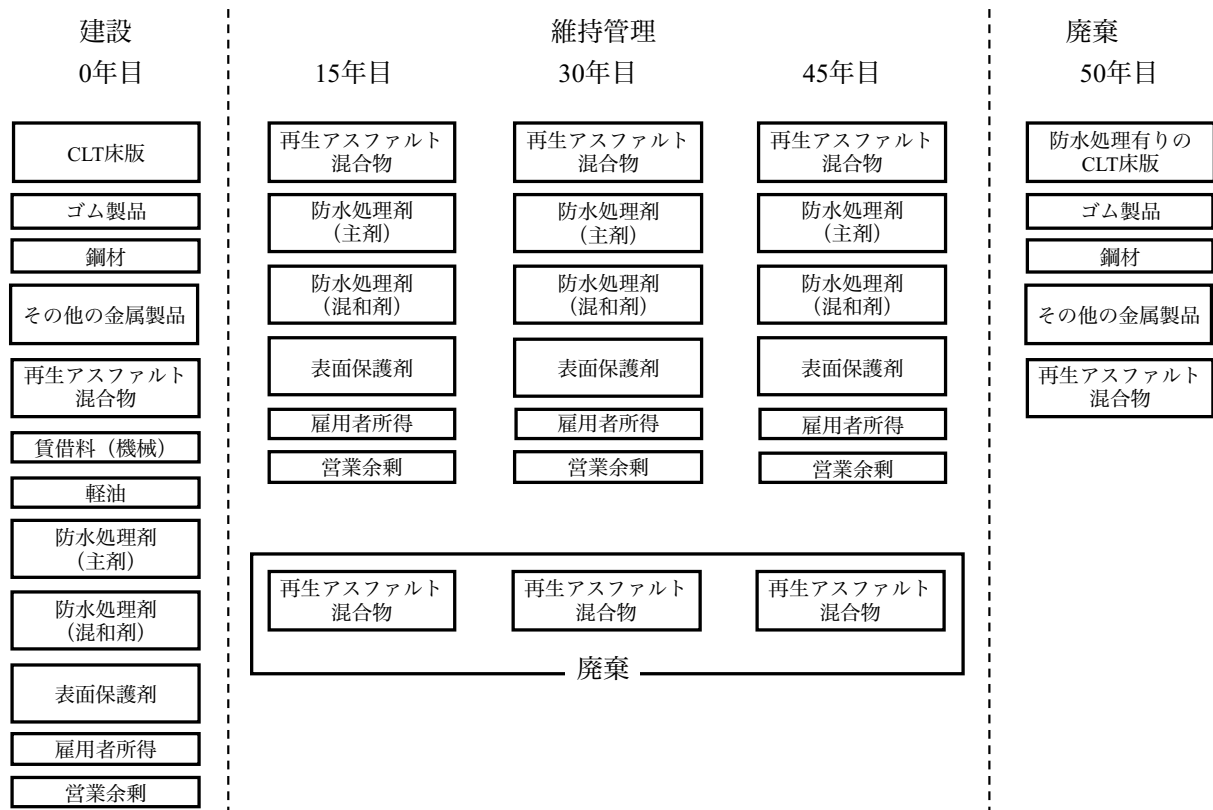 建設
0年目
CLT床版
ゴム製品
鋼材
その他の金属製品
再生アスファルト
混合物
賃借料（機械）
軽油
防水処理剤
（主剤）
防水処理剤
（混和剤）
表面保護剤
雇用者所得
営業余剰
維持管理
15年目
再生アスファルト
混合物
防水処理剤
（主剤）
防水処理剤
（混和剤）
表面保護剤
雇用者所得
営業余剰
30年目
再生アスファルト
混合物
防水処理剤
（主剤）
防水処理剤
（混和剤）
表面保護剤
雇用者所得
営業余剰
45年目
再生アスファルト
混合物
防水処理剤
（主剤）
防水処理剤
（混和剤）
表面保護剤
雇用者所得
営業余剰
再生アスファルト
混合物
再生アスファルト
混合物
再生アスファルト
混合物
廃棄
廃棄
50年目
防水処理有りの
CLT床版
ゴム製品
鋼材
その他の金属製品
再生アスファルト
混合物